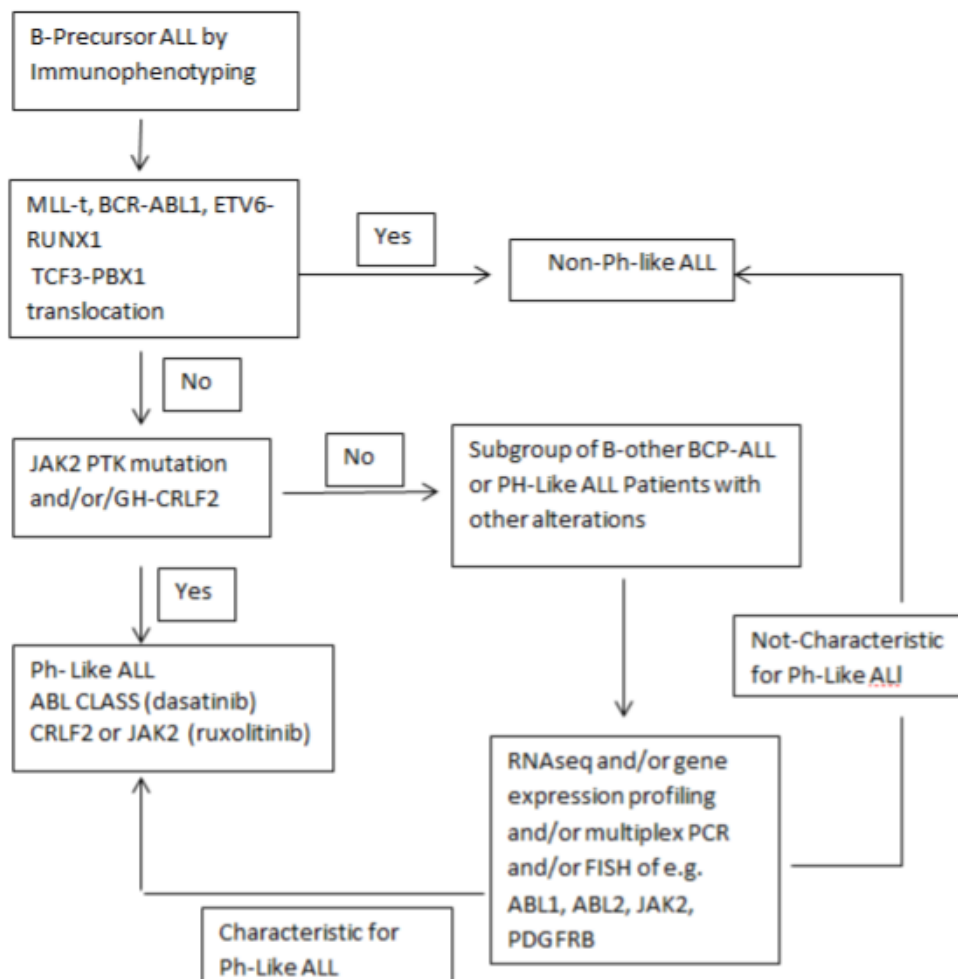 B-Precursor ALL by
Immunophenotyping
MLL-t, BCR-ABL1, ETV6-
RUNX1
TCF3-PBX1
translocation
Yes
Non-Ph-like ALL
No
JAK2 PTK mutation
and/or/GH-CRLF2
No
Subgroup of B-other BCP-ALL
or PH-Like ALL Patients with
other alterations
Yes
Ph- Like ALL
ABL CLASS (dasatinib)
CRLF2 or JAK2 (ruxolitinib)
Not-Characteristic
for Ph-Like ALl
RNAseq and/or gene
expression profiling
and/or multiplex PCR
and/or FISH of e.g.
ABL1, ABL2, JAK2,
PDGFRB
Characteristic for
Ph-Like ALL